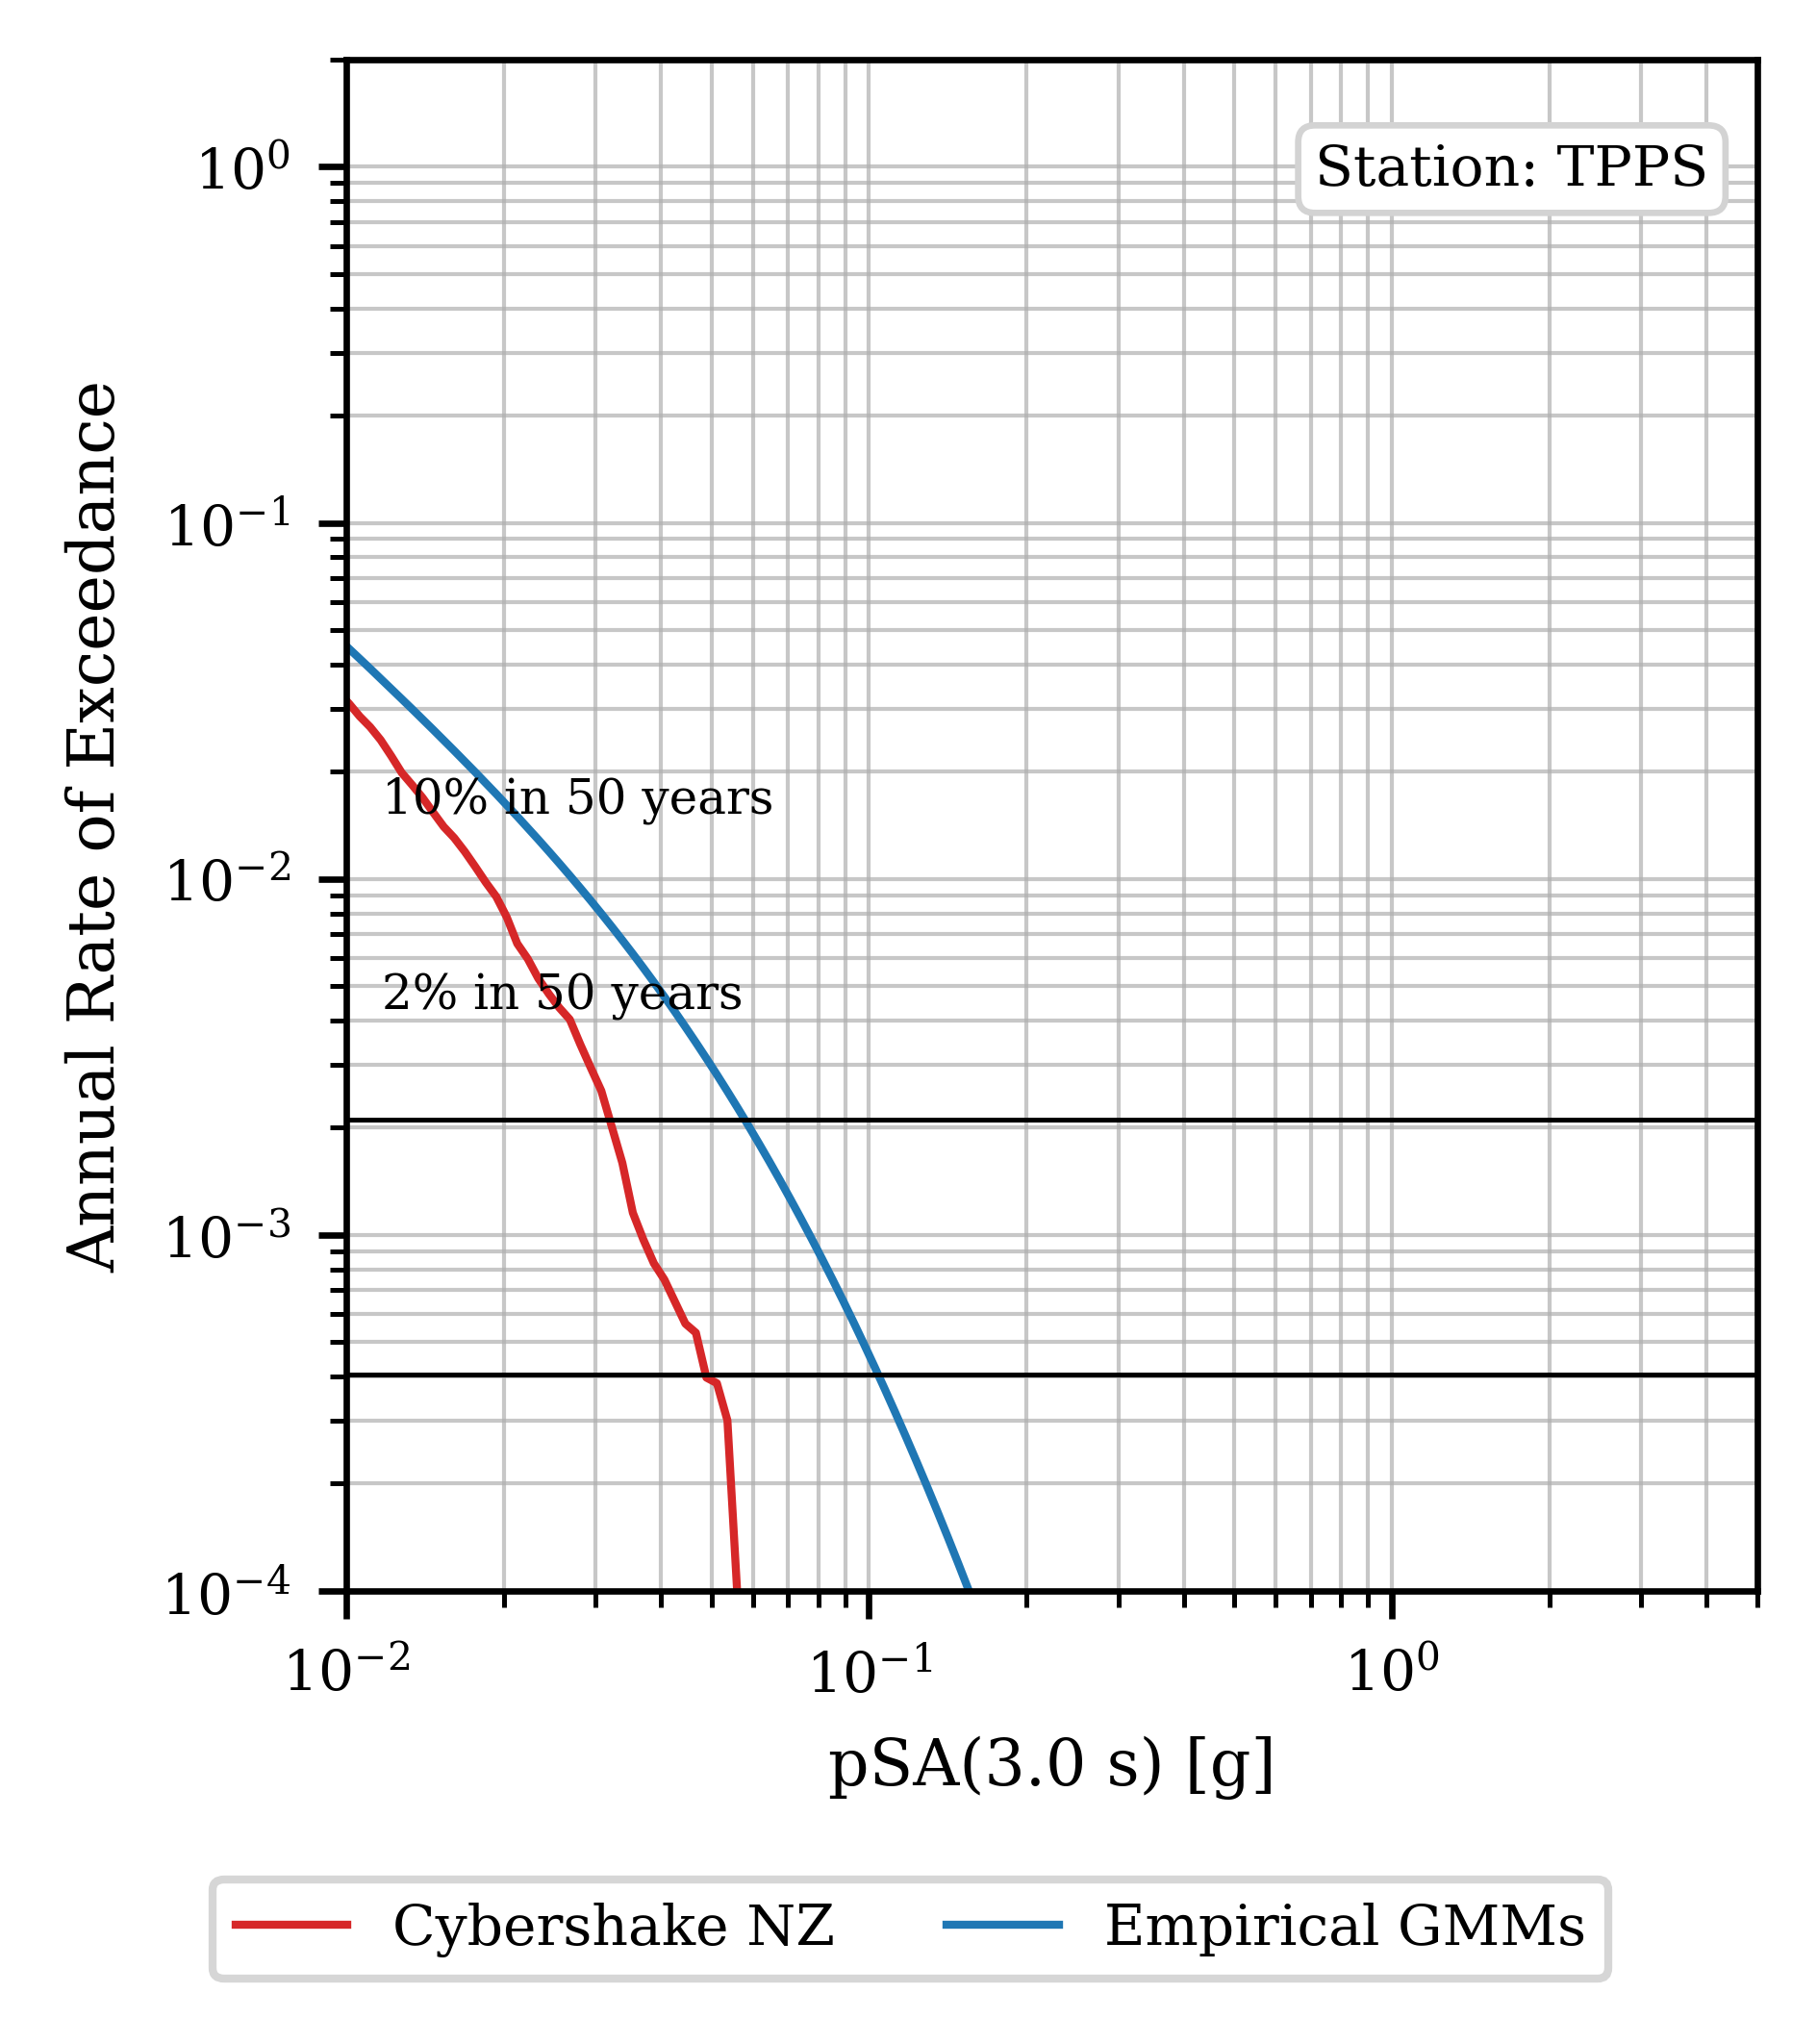 Station: TPPS
Annual Rate of Exceedance
10⁰
10⁻¹
10⁻²
10⁻³
10⁻⁴
10% in 50 years
2% in 50 years
10⁻² 10⁻¹ 10⁰
pSA(3.0 s) [g]
Cybershake NZ Empirical GMMs